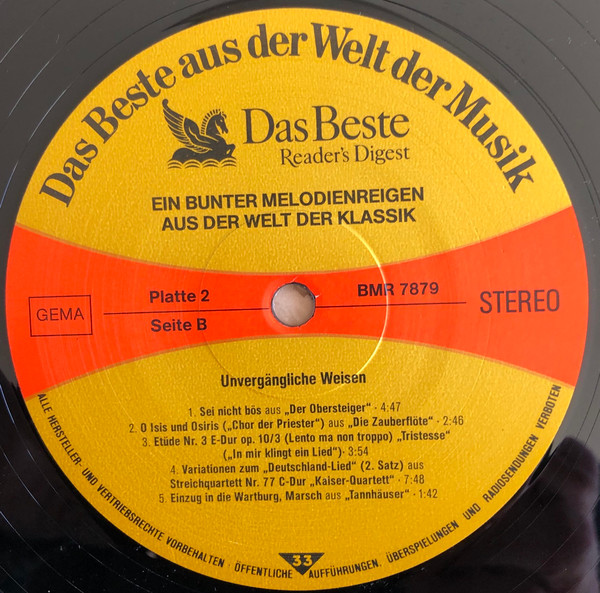 Das Beste aus der Welt der Musik
Das Beste
Reader's Digest
EIN BUNTER MELODIENREIGEN
AUS DER WELT DER KLASSIK
GEMA
Platte 2
Seite B
BMR 7879
STEREO
Unvergängliche Weisen
1. Sei nicht bös aus „Der Obersteiger“ · 4:47
2. O Isis und Osiris („Chor der Priester“) aus „Die Zauberflöte“ · 2:46
3. Etüde Nr. 3 E-Dur op. 10/3 (Lento ma non troppo) „Tristesse“
(„In mir klingt ein Lied“)· 3:54
4. Variationen zum „Deutschland-Lied“ (2. Satz) aus
Streichquartett Nr. 77 C-Dur „Kaiser-Quartett“ · 7:48
5. Einzug in die Wartburg, Marsch aus „Tannhäuser“ · 1:42
ALLE HERSTELLER- UND VERTRIEBSRECHTE VORBEHALTEN · ÖFFENTLICHE AUFFÜHRUNGEN, ÜBERSPIELUNGEN UND RADIOSENDUNGEN VERBOTEN
33